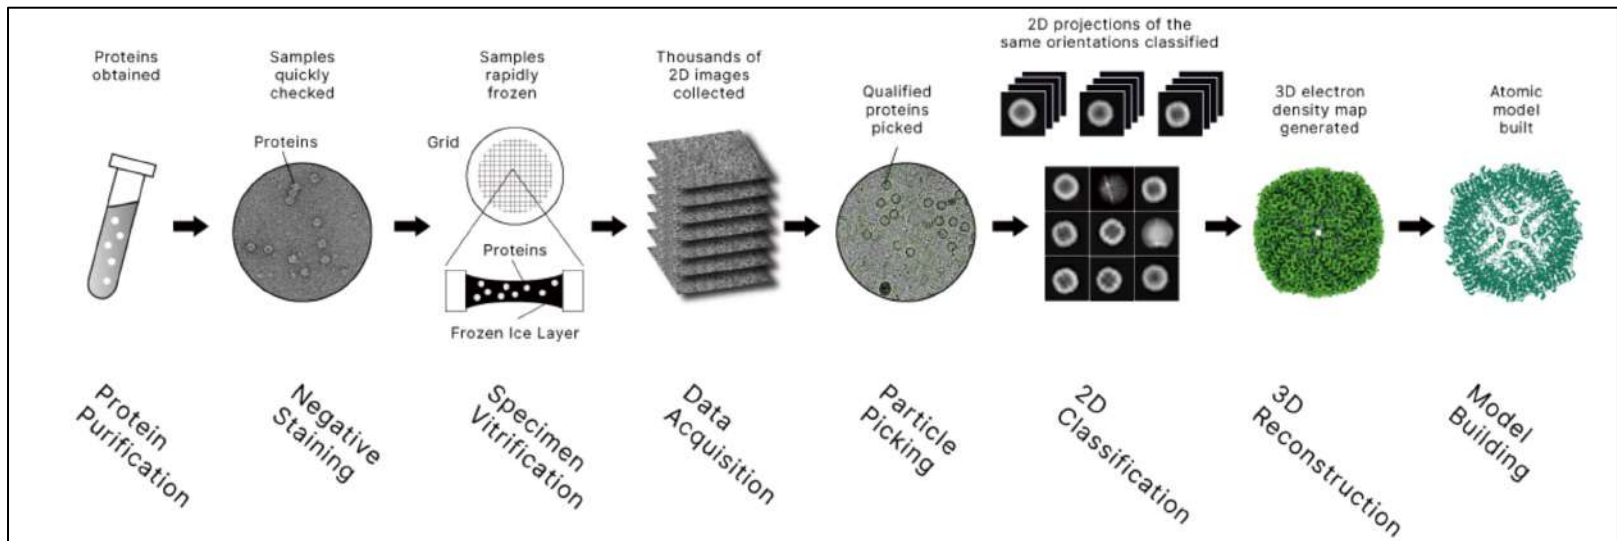 Proteins
obtained
Samples
quickly
checked
Proteins
Samples
rapidly
frozen
Grid
Proteins
Frozen Ice Layer
Thousands of
2D images
collected
Qualified
proteins
picked
2D projections of the
same orientations classified
3D electron
density map
generated
Atomic
model
built
Protein
Purification
Negative
Staining
Specimen
Vitrification
Data
Acquisition
Particle
Picking
2D
Classification
3D
Reconstruction
Model
Building